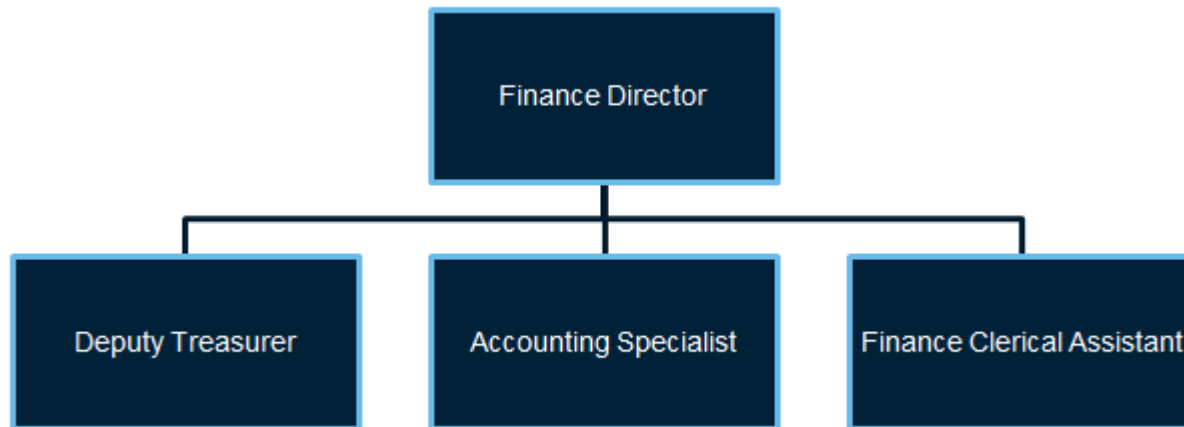 Finance Director
Deputy Treasurer
Accounting Specialist
Finance Clerical Assistant